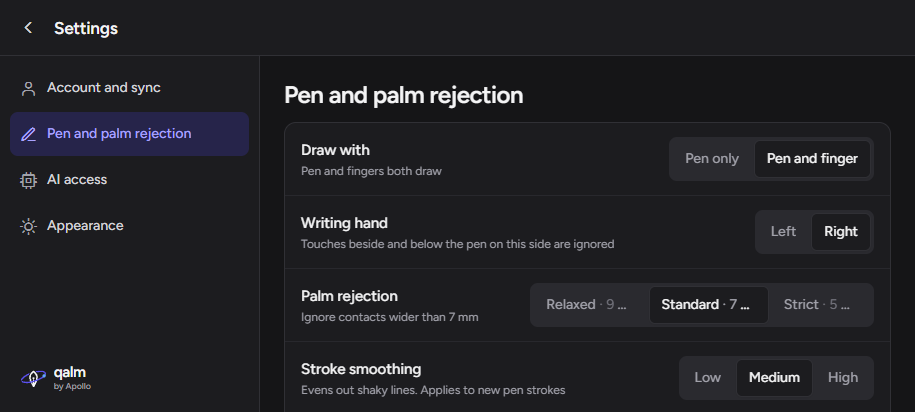 Settings
Account and sync
Pen and palm rejection
AI access
Appearance
qalm
by Apollo
Pen and palm rejection
Draw with
Pen and fingers both draw
Pen only
Pen and finger
Writing hand
Touches beside and below the pen on this side are ignored
Left
Right
Palm rejection
Ignore contacts wider than 7 mm
Relaxed · 9 ...
Standard · 7 ...
Strict · 5 ...
Stroke smoothing
Evens out shaky lines. Applies to new pen strokes
Low
Medium
High